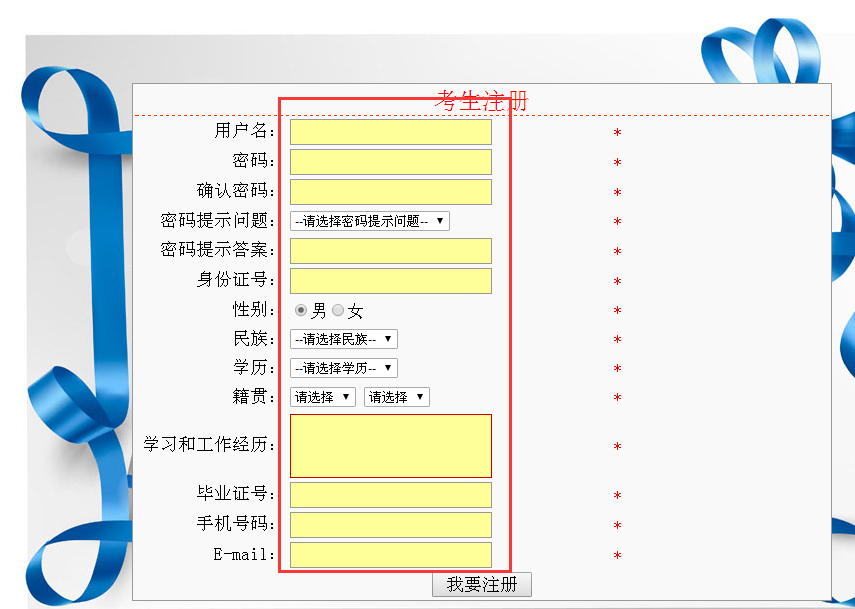 考生注册
用户名： *
密码： *
确认密码： *
密码提示问题： --请选择密码提示问题-- *
密码提示答案： *
身份证号： *
性别： 男 女 *
民族： --请选择民族-- *
学历： --请选择学历-- *
籍贯： 请选择 请选择 *
学习和工作经历： *
毕业证号： *
手机号码： *
E-mail： *
我要注册